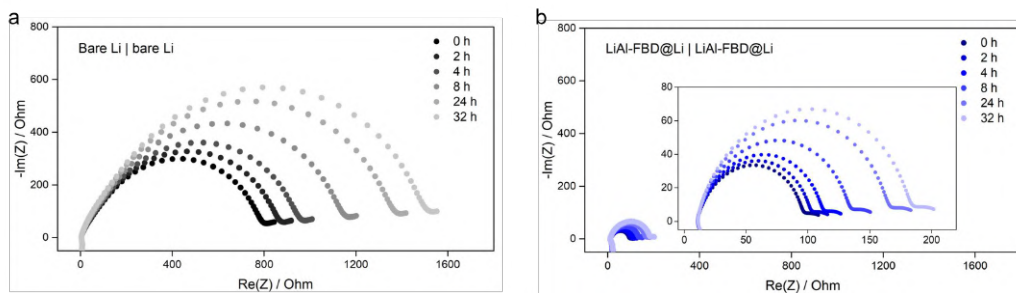 a
Bare Li | bare Li
0 h
2 h
4 h
8 h
24 h
32 h
800
600
400
200
0
-Im(Z) / Ohm
0 400 800 1200 1600
Re(Z) / Ohm
b
LiAl-FBD@Li | LiAl-FBD@Li
0 h
2 h
4 h
8 h
24 h
32 h
800
600
400
200
0
-Im(Z) / Ohm
80
60
40
20
0
0 50 100 150 200
0 400 800 1200 1600
Re(Z) / Ohm